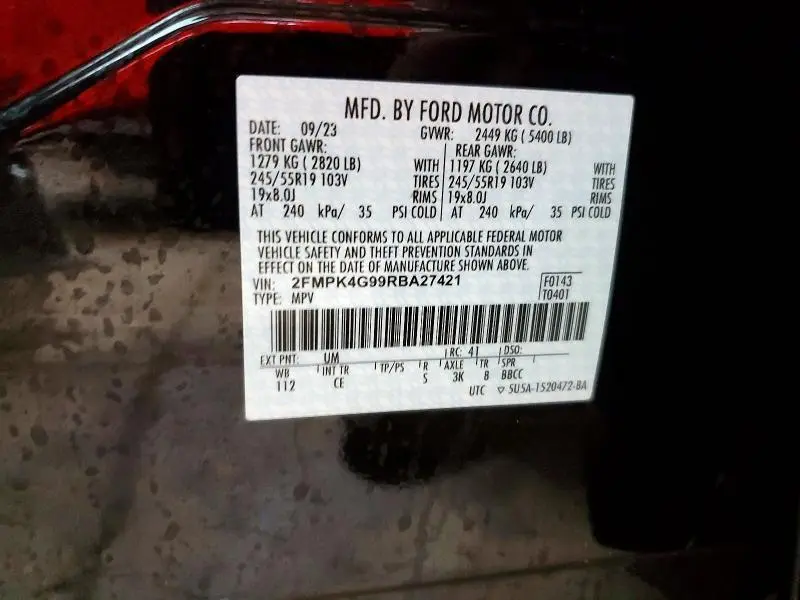 MFD. BY FORD MOTOR CO.
DATE: 09/23 GVWR: 2449 KG ( 5400 LB)
FRONT GAWR: REAR GAWR:
1279 KG ( 2820 LB) WITH 1197 KG ( 2640 LB) WITH
245/55R19 103V TIRES 245/55R19 103V TIRES
19x8.0J RIMS 19x8.0J RIMS
AT 240 kPa/ 35 PSI COLD AT 240 kPa/ 35 PSI COLD
THIS VEHICLE CONFORMS TO ALL APPLICABLE FEDERAL MOTOR
VEHICLE SAFETY AND THEFT PREVENTION STANDARDS IN
EFFECT ON THE DATE OF MANUFACTURE SHOWN ABOVE.
VIN: 2FMPK4G99RBA27421 F0143
TYPE: MPV T0401
EXT PNT: UM RC: 41 DSO:
WB INT TR TP/PS R AXLE TR SPR
112 CE S 3K 8 BBCC
UTC ▽ 5U5A-1520472-BA